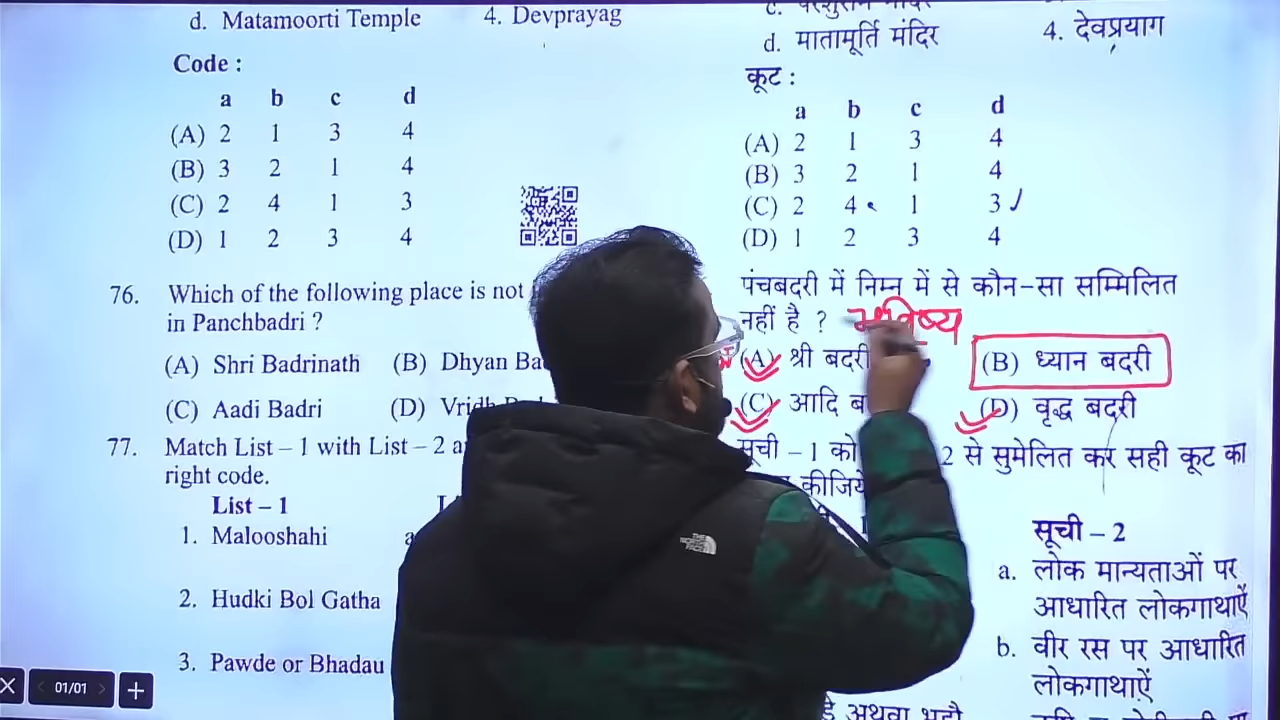 d. Matamoorti Temple 4. Devprayag
Code :
a b c d
(A) 2 1 3 4
(B) 3 2 1 4
(C) 2 4 1 3
(D) 1 2 3 4
76. Which of the following place is not
in Panchbadri ?
(A) Shri Badrinath (B) Dhyan
(C) Aadi Badri (D)
77. Match List – 1 with List – 2
right code.
List – 1
1. Malooshahi
2. Hudki Bol Gatha
3. Pawde or Bhadau
d. मातामूर्ति मंदिर 4. देवप्रयाग
कूट :
a b c d
(A) 2 1 3 4
(B) 3 2 1 4
(C) 2 4 1 3
(D) 1 2 3 4
पंचबदरी में निम्न में से कौन-सा सम्मिलित
नहीं है ? भविष्य
(A) श्री बदरी (B) ध्यान बदरी
(C) आदि (D) वृद्ध बदरी
सूची – 1 को 2 से सुमेलित कर सही कूट का
कीजिये
सूची – 2
a. लोक मान्यताओं पर
आधारित लोकगाथाऐं
b. वीर रस पर आधारित
लोकगाथाऐं
अथवा
THE NORTH FACE
01/01